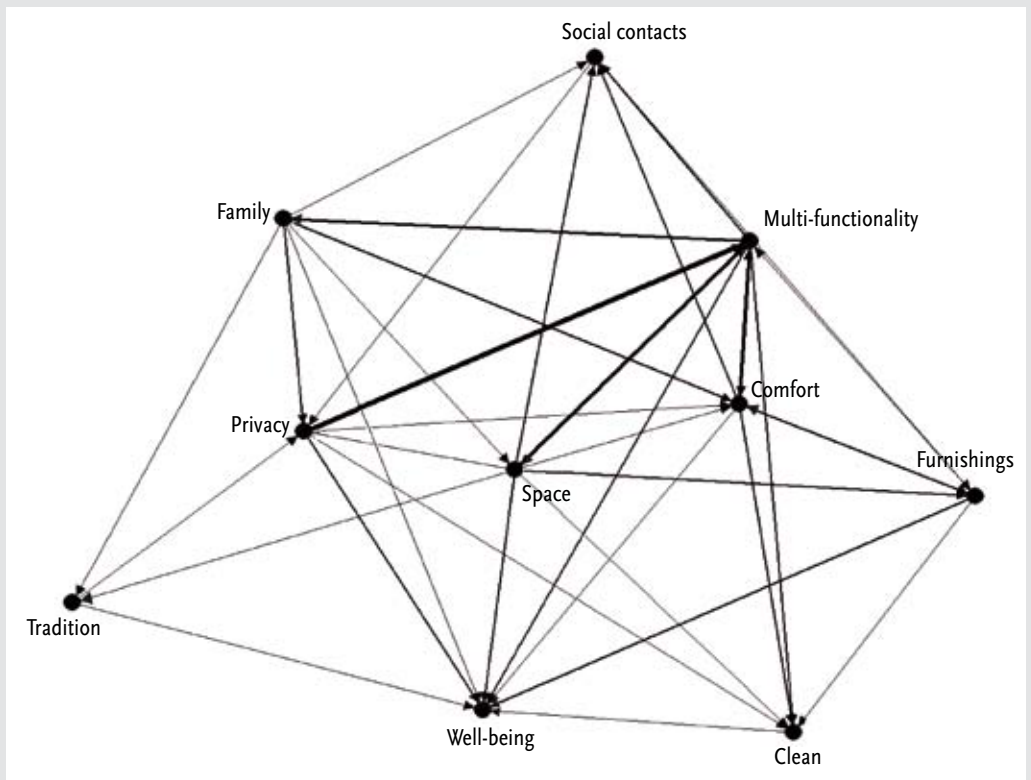 Social contacts
Family
Multi-functionality
Comfort
Privacy
Furnishings
Space
Tradition
Well-being
Clean